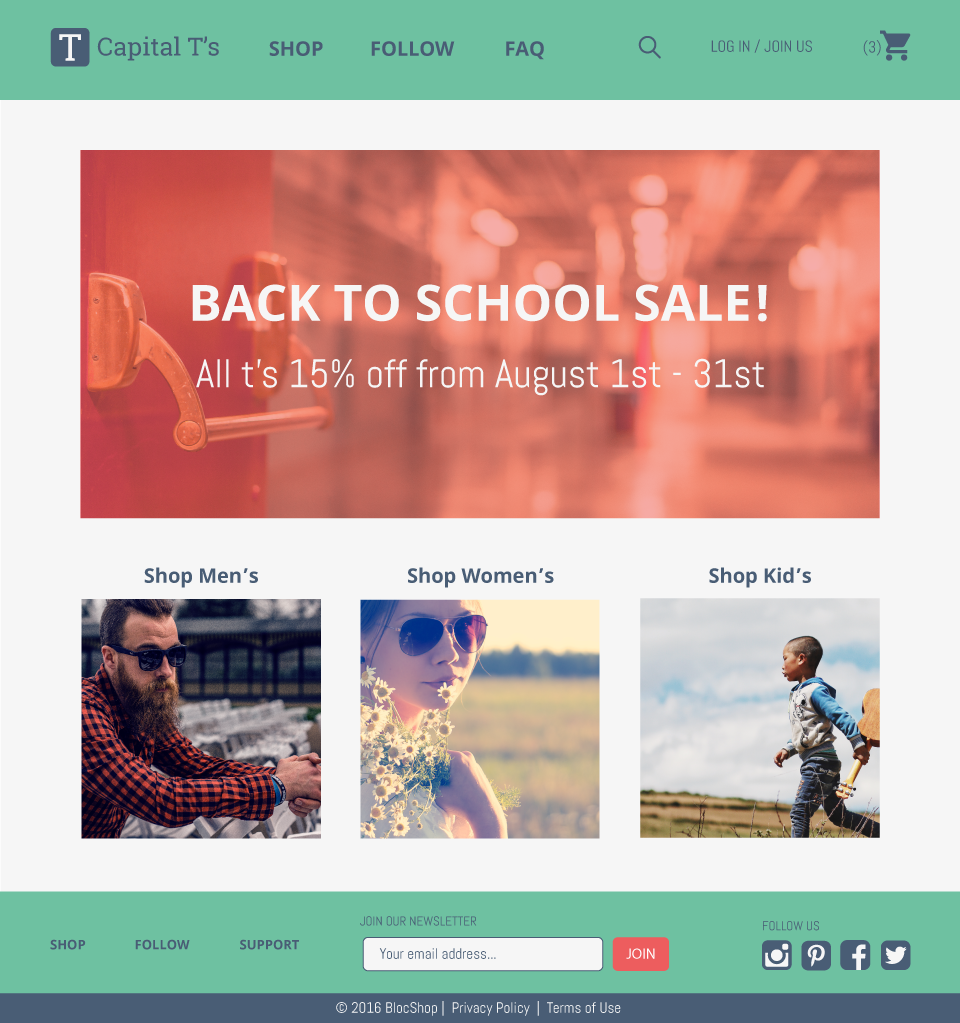 T Capital T's SHOP FOLLOW FAQ LOG IN / JOIN US (3)
BACK TO SCHOOL SALE!
All t's 15% off from August 1st - 31st
Shop Men's Shop Women's Shop Kid's
JOIN OUR NEWSLETTER FOLLOW US
SHOP FOLLOW SUPPORT Your email address... JOIN
© 2016 BlocShop | Privacy Policy | Terms of Use